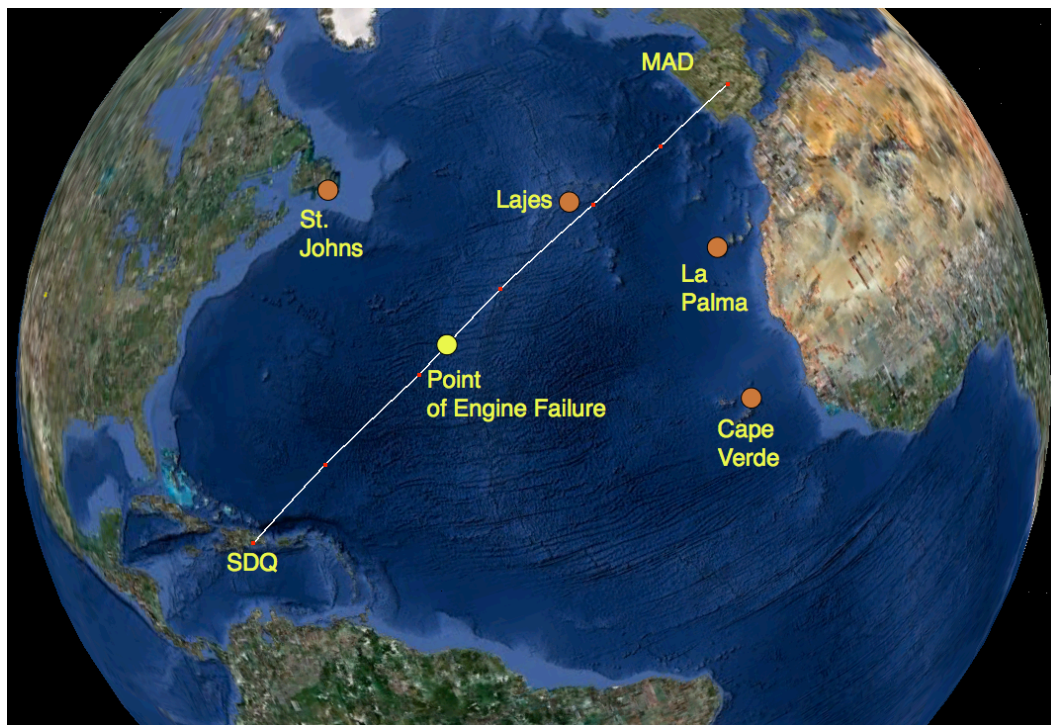 MAD
Lajes
St.
Johns
La
Palma
Point
of Engine Failure
Cape
Verde
SDQ